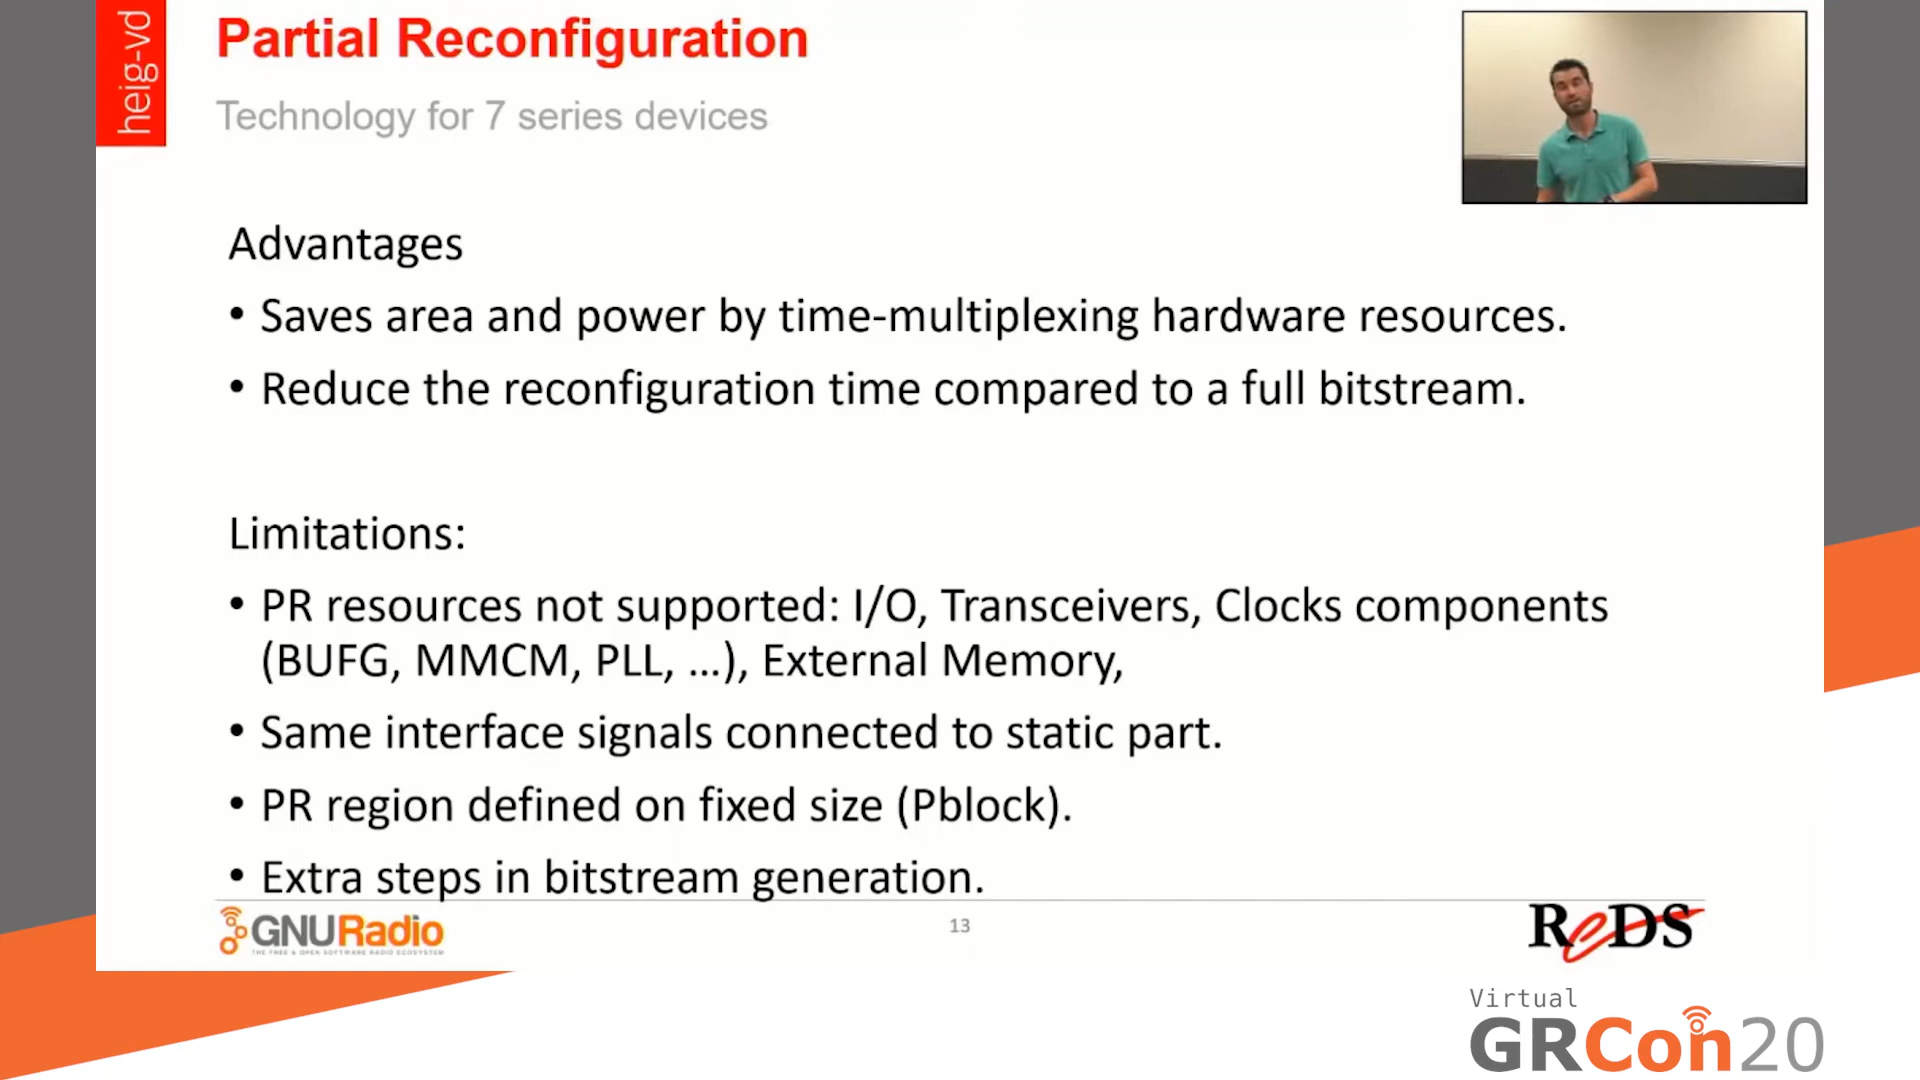 heig-vd
Partial Reconfiguration
Technology for 7 series devices
Advantages
• Saves area and power by time-multiplexing hardware resources.
• Reduce the reconfiguration time compared to a full bitstream.
Limitations:
• PR resources not supported: I/O, Transceivers, Clocks components
(BUFG, MMCM, PLL, ...), External Memory,
• Same interface signals connected to static part.
• PR region defined on fixed size (Pblock).
• Extra steps in bitstream generation.
GNURadio
THE FREE & OPEN SOFTWARE RADIO ECOSYSTEM
13
ReDS
Virtual
GRCon20